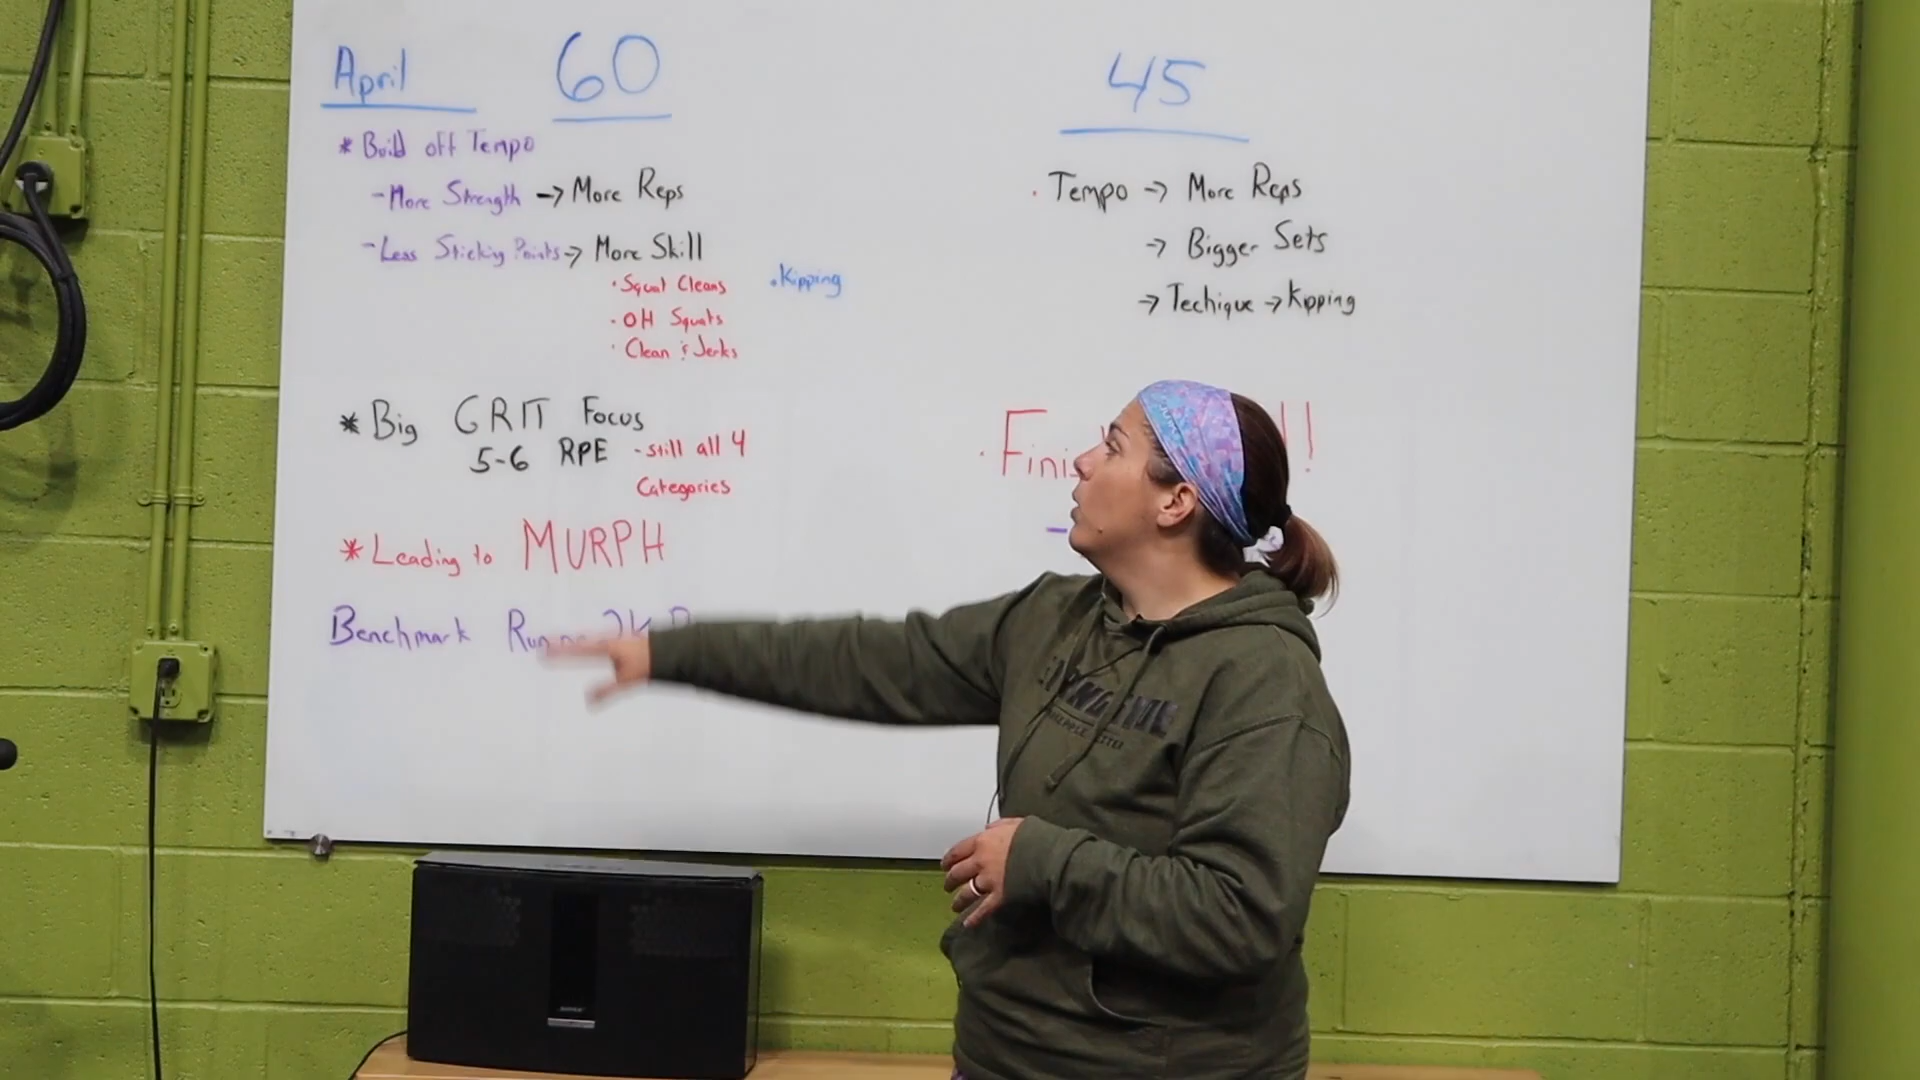 April 60
* Build off Tempo
- More Strength -> More Reps
- Less Sticking Points -> More Skill
• Squat Cleans • Kipping
• OH Squats
• Clean & Jerks
* Big GRIT Focus
5-6 RPE - still all 4
Categories
* Leading to MURPH
Benchmark
45
• Tempo -> More Reps
-> Bigger Sets
-> Techique -> Kipping